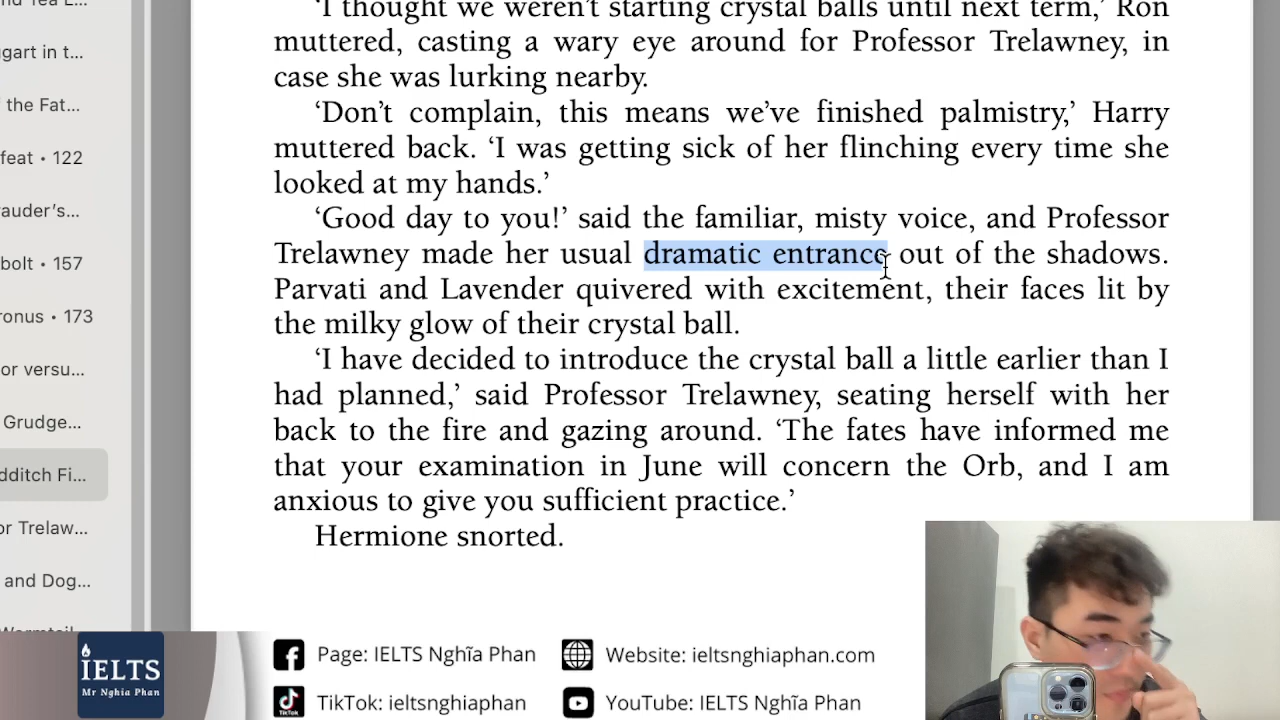 'I thought we weren't starting crystal balls until next term,' Ron
muttered, casting a wary eye around for Professor Trelawney, in
case she was lurking nearby.
'Don't complain, this means we've finished palmistry,' Harry
muttered back. 'I was getting sick of her flinching every time she
looked at my hands.'
'Good day to you!' said the familiar, misty voice, and Professor
Trelawney made her usual dramatic entrance out of the shadows.
Parvati and Lavender quivered with excitement, their faces lit by
the milky glow of their crystal ball.
'I have decided to introduce the crystal ball a little earlier than I
had planned,' said Professor Trelawney, seating herself with her
back to the fire and gazing around. 'The fates have informed me
that your examination in June will concern the Orb, and I am
anxious to give you sufficient practice.'
Hermione snorted.
ggart in t...
f the Fat...
feat • 122
rauder's...
bolt • 157
ronus • 173
or versu...
Grudge...
dditch Fi...
or Trelaw...
and Dog...
IELTS
Mr Nghia Phan
Page: IELTS Nghĩa Phan
Website: ieltsnghiaphan.com
TikTok
TikTok: ieltsnghiaphan
YouTube: IELTS Nghĩa Phan